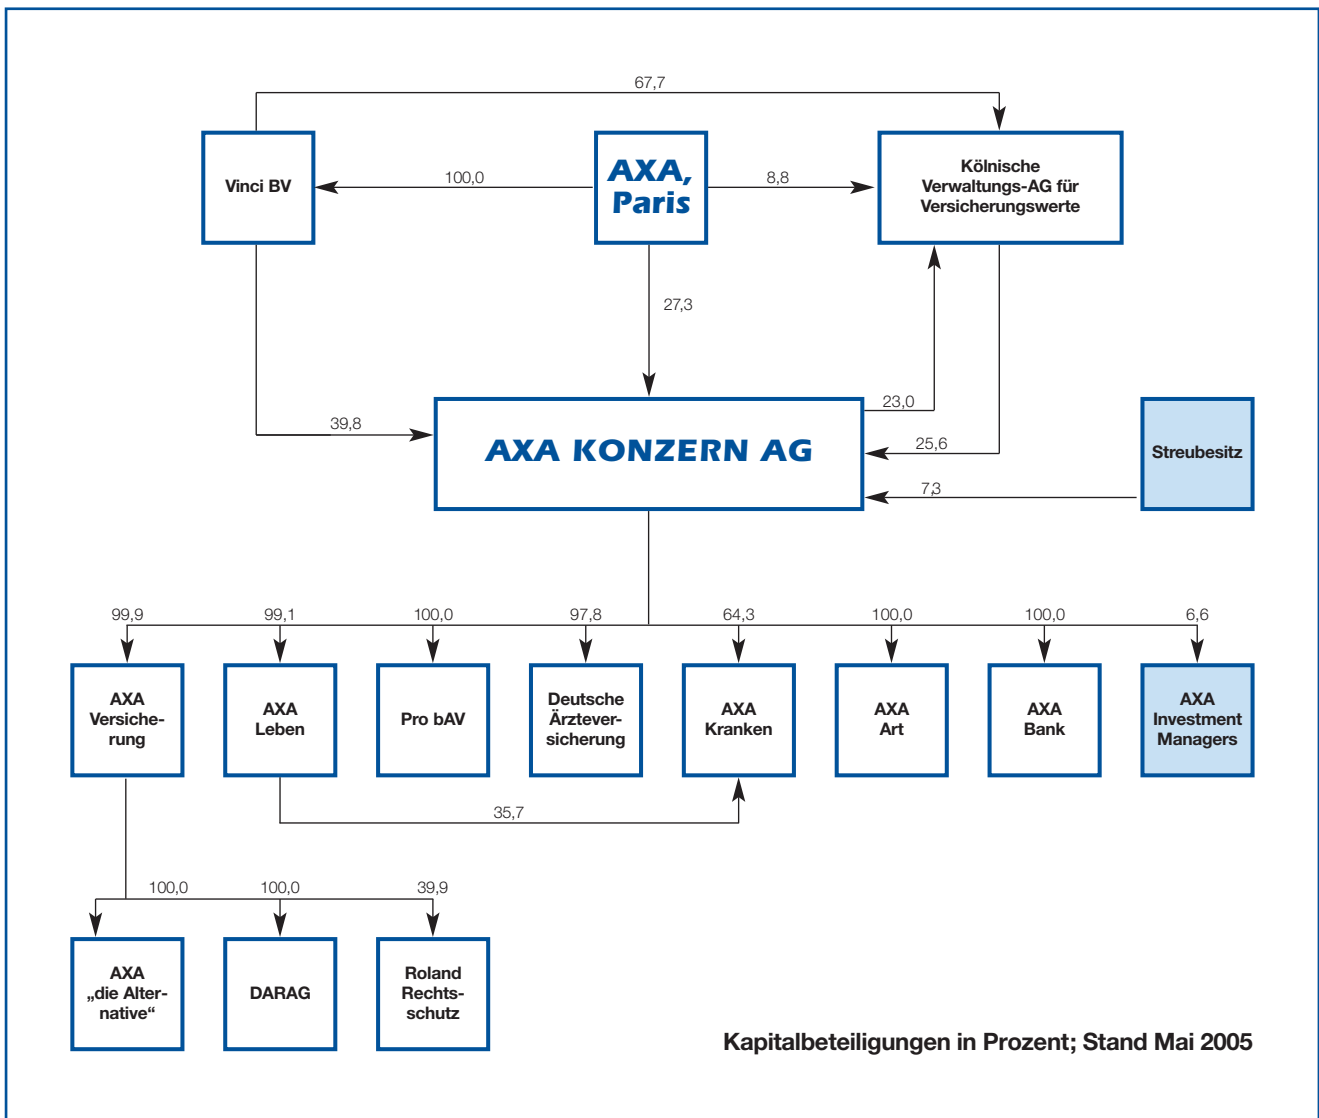 67,7
Vinci BV
100,0
AXA,
Paris
8,8
Kölnische
Verwaltungs-AG für
Versicherungswerte
27,3
39,8
AXA KONZERN AG
23,0
25,6
7,3
Streubesitz
99,9
99,1
100,0
97,8
64,3
100,0
100,0
6,6
AXA
Versiche-
rung
AXA
Leben
Pro bAV
Deutsche
Ärztever-
sicherung
AXA
Kranken
AXA
Art
AXA
Bank
AXA
Investment
Managers
35,7
100,0
100,0
39,9
AXA
„die Alter-
native“
DARAG
Roland
Rechts-
schutz
Kapitalbeteiligungen in Prozent; Stand Mai 2005